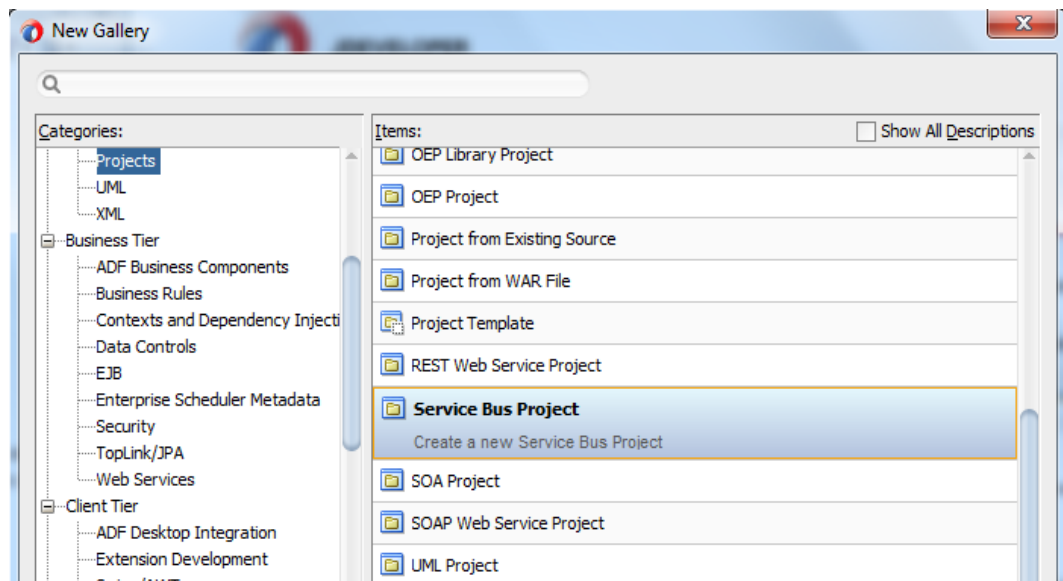 New Gallery
JDEVELOPER
Categories:
Projects
UML
XML
Business Tier
ADF Business Components
Business Rules
Contexts and Dependency Injecti
Data Controls
EJB
Enterprise Scheduler Metadata
Security
TopLink/JPA
Web Services
Client Tier
ADF Desktop Integration
Extension Development
Items:
Show All Descriptions
OEP Library Project
OEP Project
Project from Existing Source
Project from WAR File
Project Template
REST Web Service Project
Service Bus Project
Create a new Service Bus Project
SOA Project
SOAP Web Service Project
UML Project